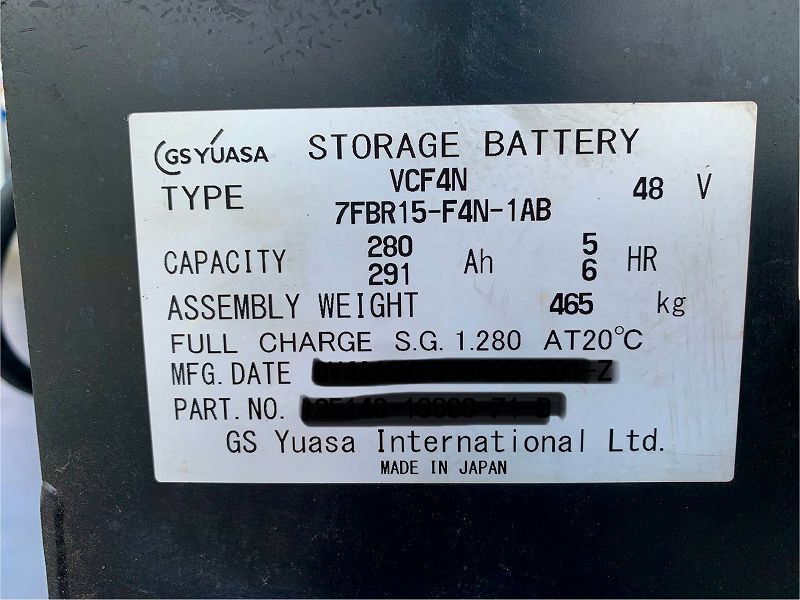 GS YUASA STORAGE BATTERY
TYPE VCF4N 48 V
7FBR15-F4N-1AB
CAPACITY 280 Ah 5 HR
291 6
ASSEMBLY WEIGHT 465 kg
FULL CHARGE S.G. 1.280 AT20℃
MFG. DATE -Z
PART. NO.
GS Yuasa International Ltd.
MADE IN JAPAN